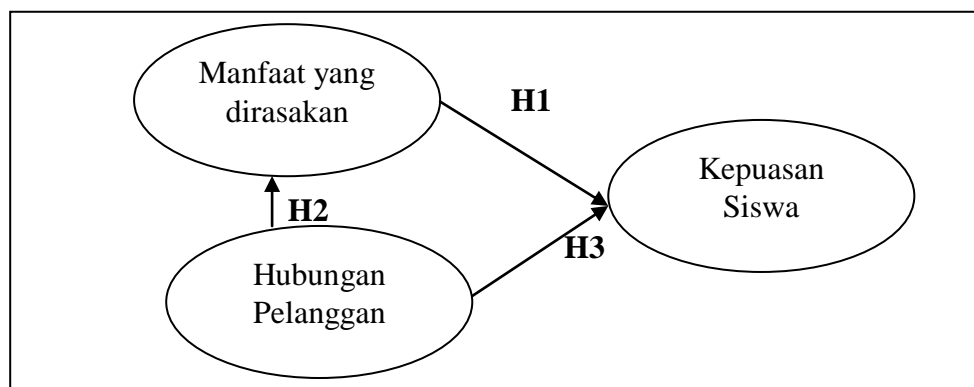 Manfaat yang
dirasakan
H1
Kepuasan
Siswa
H2
H3
Hubungan
Pelanggan